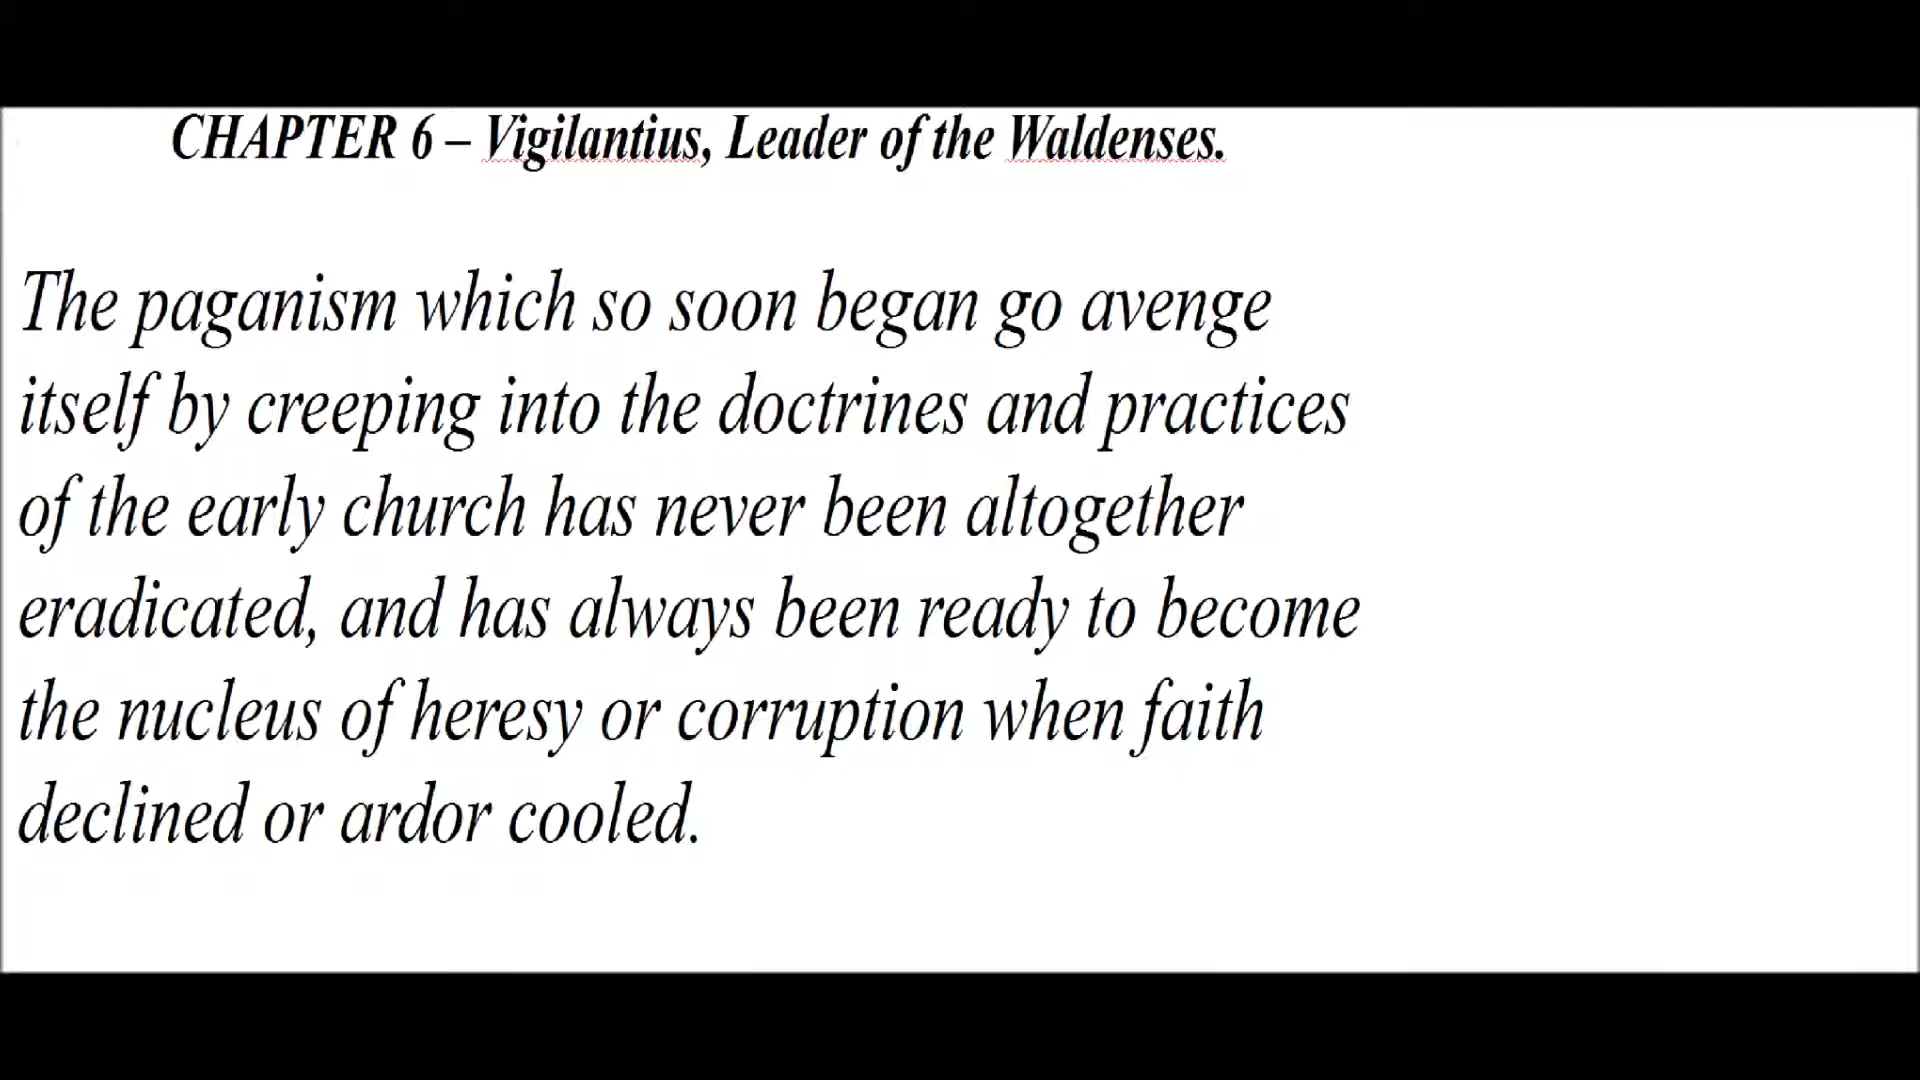 CHAPTER 6 – Vigilantius, Leader of the Waldenses.
The paganism which so soon began go avenge
itself by creeping into the doctrines and practices
of the early church has never been altogether
eradicated, and has always been ready to become
the nucleus of heresy or corruption when faith
declined or ardor cooled.